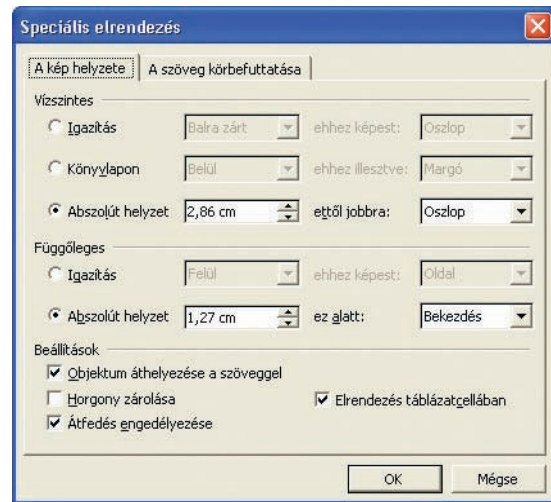 Speciális elrendezés
A kép helyzete A szöveg körbefuttatása
Vízszintes
Igazítás Balra zárt ehhez képest: Oszlop
Könyvlapon Belül ehhez illesztve: Margó
Abszolút helyzet 2,86 cm ettől jobbra: Oszlop
Függőleges
Igazítás Felül ehhez képest: Oldal
Abszolút helyzet 1,27 cm ez alatt: Bekezdés
Beállítások
Objektum áthelyezése a szöveggel
Horgony zárolása Elrendezés táblázatcellában
Átfedés engedélyezése
OK Mégse